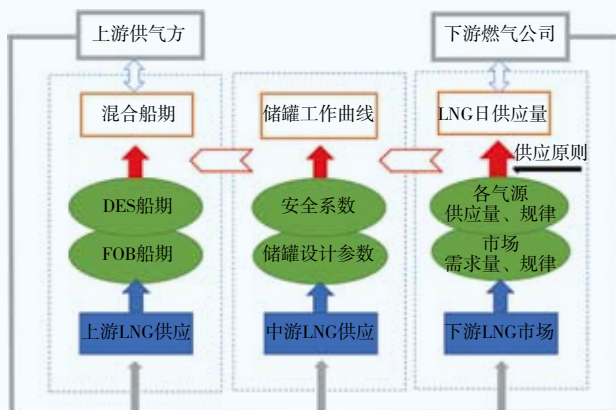 上游供气方
下游燃气公司
混合船期
储罐工作曲线
LNG日供应量
供应原则
DES船期
安全系数
各气源
供应量、规律
FOB船期
储罐设计参数
市场
需求量、规律
上游LNG供应
中游LNG供应
下游LNG市场